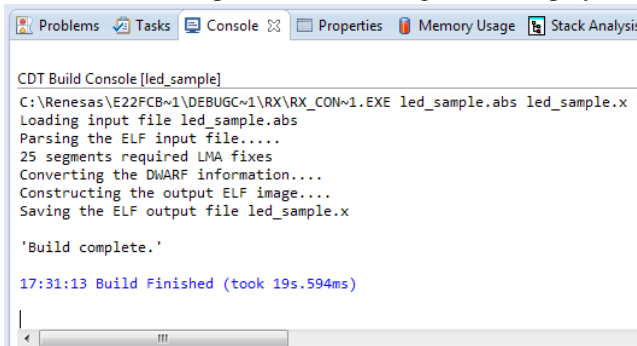 Problems Tasks Console Properties Memory Usage Stack Analysis
CDT Build Console [led_sample]
C:\Renesas\E22FCB~1\DEBUGC~1\RX\RX_CON~1.EXE led_sample.abs led_sample.x
Loading input file led_sample.abs
Parsing the ELF input file.....
25 segments required LMA fixes
Converting the DWARF information....
Constructing the output ELF image....
Saving the ELF output file led_sample.x
'Build complete.'
17:31:13 Build Finished (took 19s.594ms)